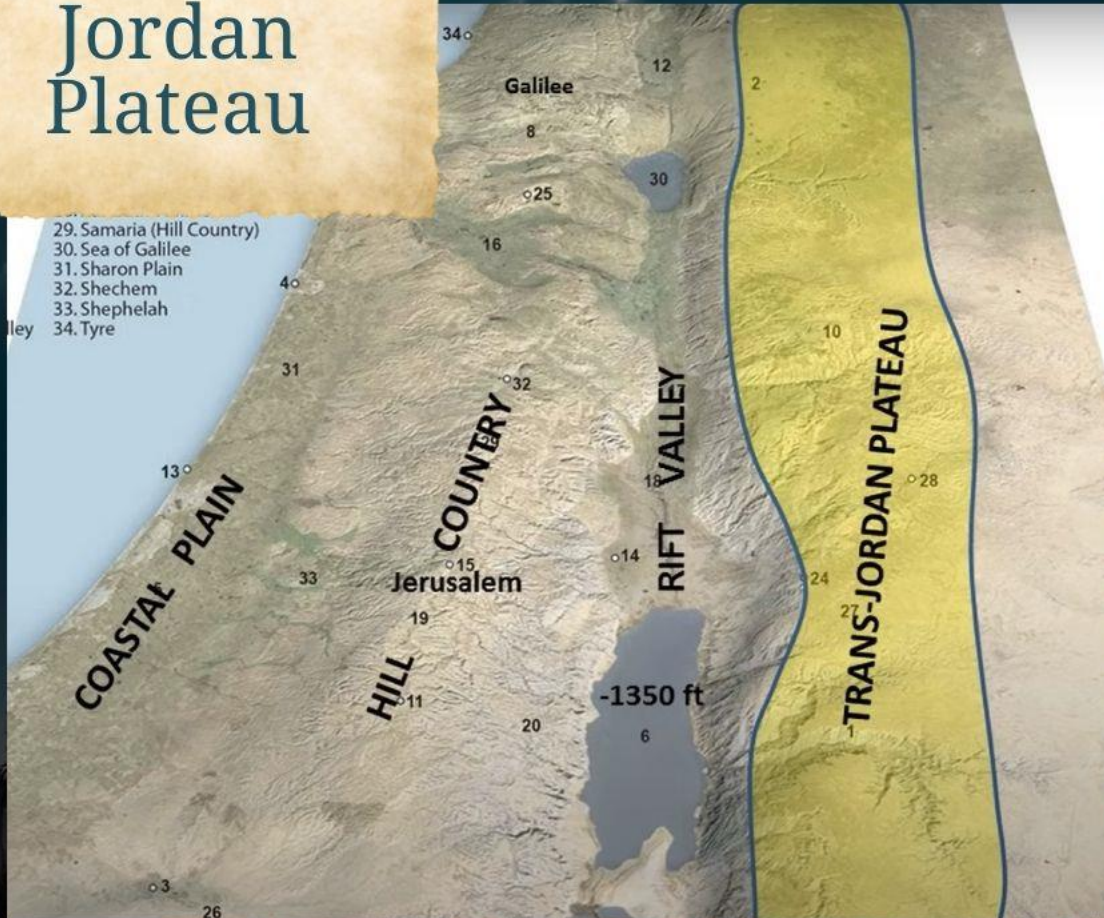 Jordan
Plateau
29. Samaria (Hill Country)
30. Sea of Galilee
31. Sharon Plain
32. Shechem
33. Shephelah
lley 34. Tyre
34
12
Galilee
2
8
30
25
16
4
10
31
32
COASTAL PLAIN
HILL COUNTRY
RIFT VALLEY
TRANS-JORDAN PLATEAU
13
18
28
14
15
Jerusalem
33
24
27
19
-1350 ft
11
20
6
1
3
26